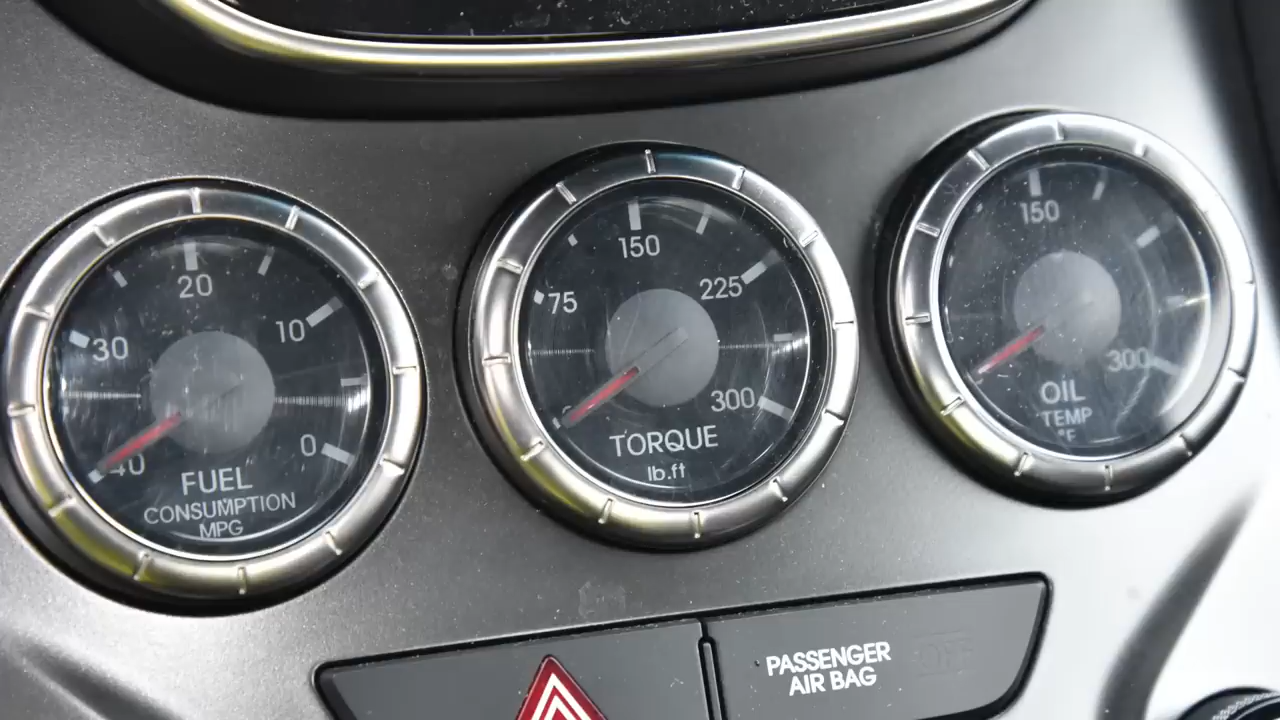 20
30
10
40
0
FUEL
CONSUMPTION
MPG
150
75
225
300
TORQUE
lb.ft
150
300
OIL
TEMP
°F
PASSENGER
AIR BAG